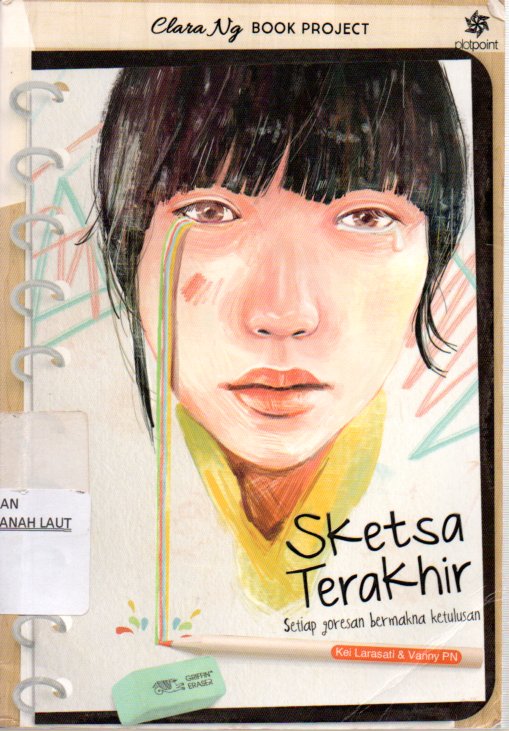 Clara Ng BOOK PROJECT
plotpoint
AN
ANAH LAUT
Sketsa
Terakhir
Setiap goresan bermakna ketulusan
Kei Larasati & Vanny PN
GRIFFIN™
ERASER